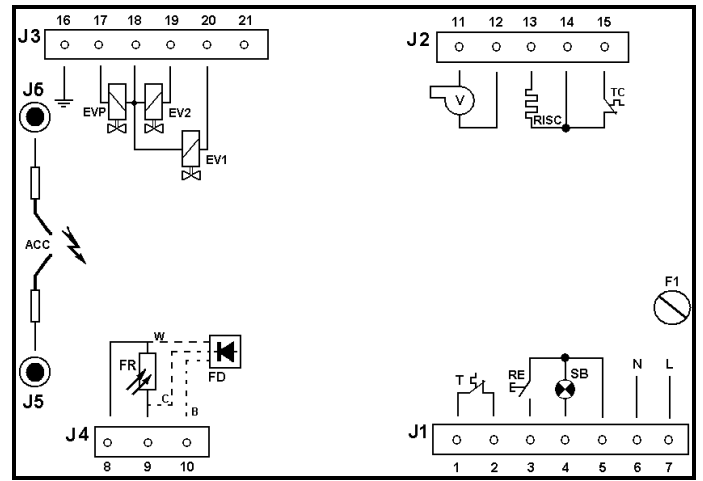 16 17 18 19 20 21
J3
11 12 13 14 15
J2
J6
EVP
EV2
EV1
V
RISC
TC
ACC
F1
W
FR
FD
C
B
T
RE
SB
N
L
J5
J4
8 9 10
J1
1 2 3 4 5 6 7